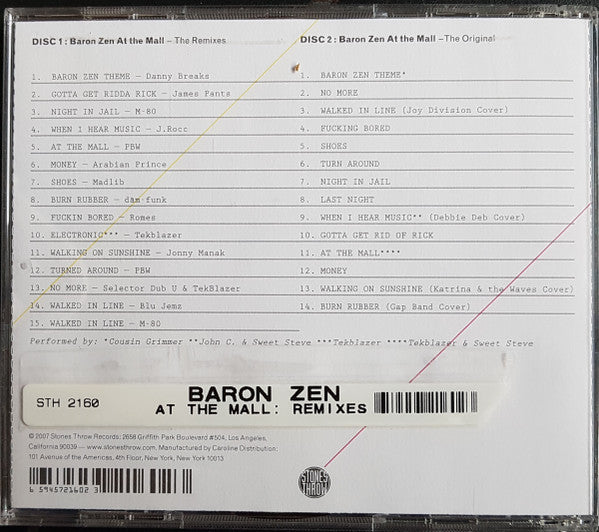 DISC 1: Baron Zen At the Mall – The Remixes
1. BARON ZEN THEME – Danny Breaks
2. GOTTA GET RIDDA RICK – James Pants
3. NIGHT IN JAIL – M-80
4. WHEN I HEAR MUSIC – J.Rocc
5. AT THE MALL – PBW
6. MONEY – Arabian Prince
7. SHOES – Madlib
8. BURN RUBBER – dām-funk
9. FUCKIN BORED – Romes
10. ELECTRONIC*** – Tekblazer
11. WALKING ON SUNSHINE – Jonny Manak
12. TURNED AROUND – PBW
13. NO MORE – Selector Dub U & TekBlazer
14. WALKED IN LINE – Blu Jemz
15. WALKED IN LINE – M-80
DISC 2: Baron Zen At the Mall –The Original
1. BARON ZEN THEME*
2. NO MORE
3. WALKED IN LINE (Joy Division Cover)
4. FUCKING BORED
5. SHOES
6. TURN AROUND
7. NIGHT IN JAIL
8. LAST NIGHT
9. WHEN I HEAR MUSIC** (Debbie Deb Cover)
10. GOTTA GET RID OF RICK
11. AT THE MALL****
12. MONEY
13. WALKING ON SUNSHINE (Katrina & the Waves Cover)
14. BURN RUBBER (Gap Band Cover)
Performed by: *Cousin Grimmer **John C. & Sweet Steve ***Tekblazer ****Tekblazer & Sweet Steve
STH 2160
BARON ZEN
AT THE MALL: REMIXES
© 2007 Stones Throw Records: 2658 Griffith Park Boulevard #504, Los Angeles,
California 90039 — www.stonesthrow.com. Manufactured by Caroline Distribution:
101 Avenue of the Americas, 4th Floor, New York, New York 10013
6 59457 21602 3
STONES
THROW